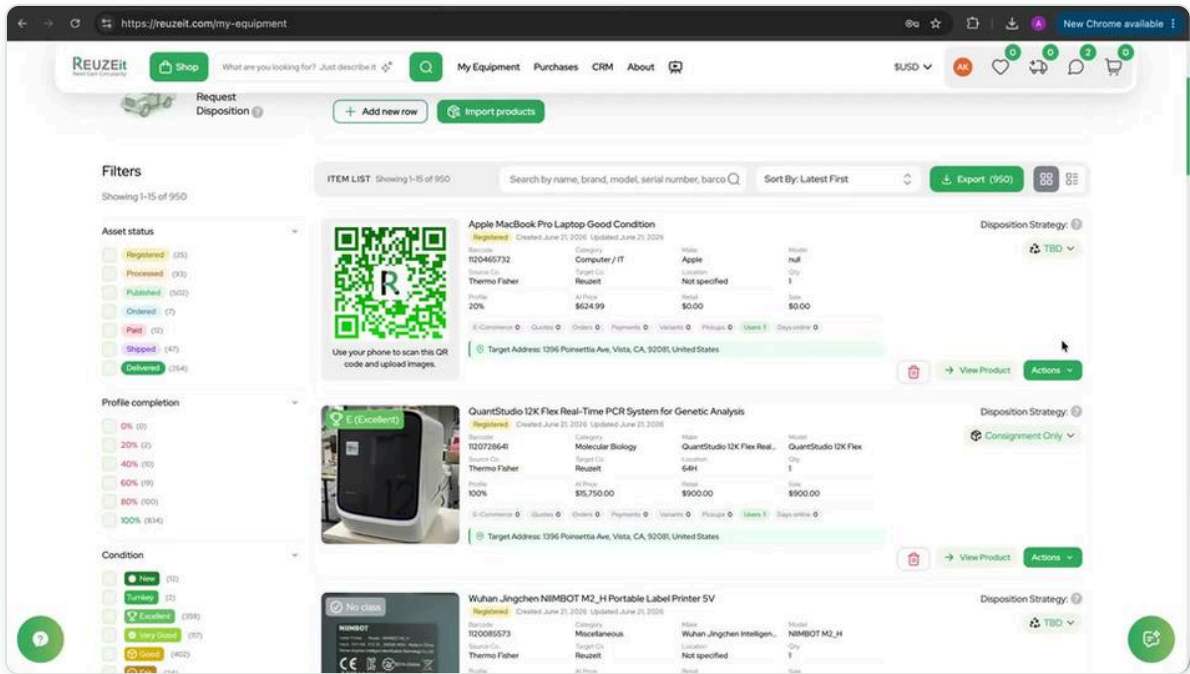 https://reuzeit.com/my-equipment
New Chrome available
REUZEit
Next Gen Circularity
Shop
What are you looking for? Just describe it
My Equipment
Purchases
CRM
About
$USD
AK
0
0
2
0
Request
Disposition
+ Add new row
Import products
Filters
Showing 1-15 of 950
ITEM LIST Showing 1-15 of 950
Search by name, brand, model, serial number, barco
Sort By: Latest First
Export (950)
Asset status
Registered (25)
Processed (93)
Published (502)
Ordered (7)
Paid (12)
Shipped (47)
Delivered (264)
Profile completion
0% (0)
20% (2)
40% (10)
60% (19)
80% (100)
100% (834)
Condition
New (12)
Turnkey (2)
Excellent (359)
Very Good (117)
Good (402)
R
Use your phone to scan this QR
code and upload images.
Apple MacBook Pro Laptop Good Condition
Registered Created June 21, 2026 Updated June 21, 2026
Barcode Category Make Model
1120465732 Computer / IT Apple null
Source Co. Target Co. Location Qty
Thermo Fisher Reuzeit Not specified 1
Profile AI Price Retail Sale
20% $624.99 $0.00 $0.00
E-Commerce 0 Quotes 0 Orders 0 Payments 0 Variants 0 Pickups 0 Users 1 Days online 0
Target Address: 1396 Poinsettia Ave, Vista, CA, 92081, United States
Disposition Strategy:
TBD
View Product
Actions
E (Excellent)
QuantStudio 12K Flex Real-Time PCR System for Genetic Analysis
Registered Created June 21, 2026 Updated June 21, 2026
Barcode Category Make Model
1120728641 Molecular Biology QuantStudio 12K Flex Real... QuantStudio 12K Flex
Source Co. Target Co. Location Qty
Thermo Fisher Reuzeit 64H 1
Profile AI Price Retail Sale
100% $15,750.00 $900.00 $900.00
E-Commerce 0 Quotes 0 Orders 0 Payments 0 Variants 0 Pickups 0 Users 1 Days online 0
Target Address: 1396 Poinsettia Ave, Vista, CA, 92081, United States
Disposition Strategy:
Consignment Only
View Product
Actions
No class
NIIMBOT
Wuhan Jingchen NIIMBOT M2_H Portable Label Printer 5V
Registered Created June 21, 2026 Updated June 21, 2026
Barcode Category Make Model
1120085573 Miscellaneous Wuhan Jingchen Intelligen... NIIMBOT M2_H
Source Co. Target Co. Location Qty
Thermo Fisher Reuzeit Not specified 1
Disposition Strategy:
TBD